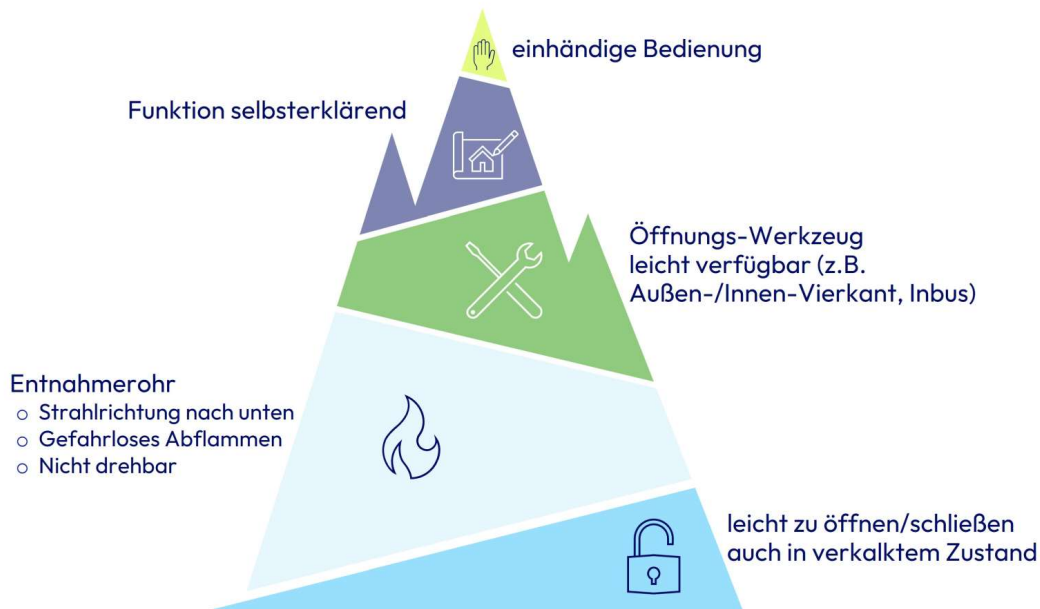 einhändige Bedienung
Funktion selbsterklärend
Öffnungs-Werkzeug
leicht verfügbar (z.B.
Außen-/Innen-Vierkant, Inbus)
Entnahmerohr
○ Strahlrichtung nach unten
○ Gefahrloses Abflammen
○ Nicht drehbar
leicht zu öffnen/schließen
auch in verkalktem Zustand